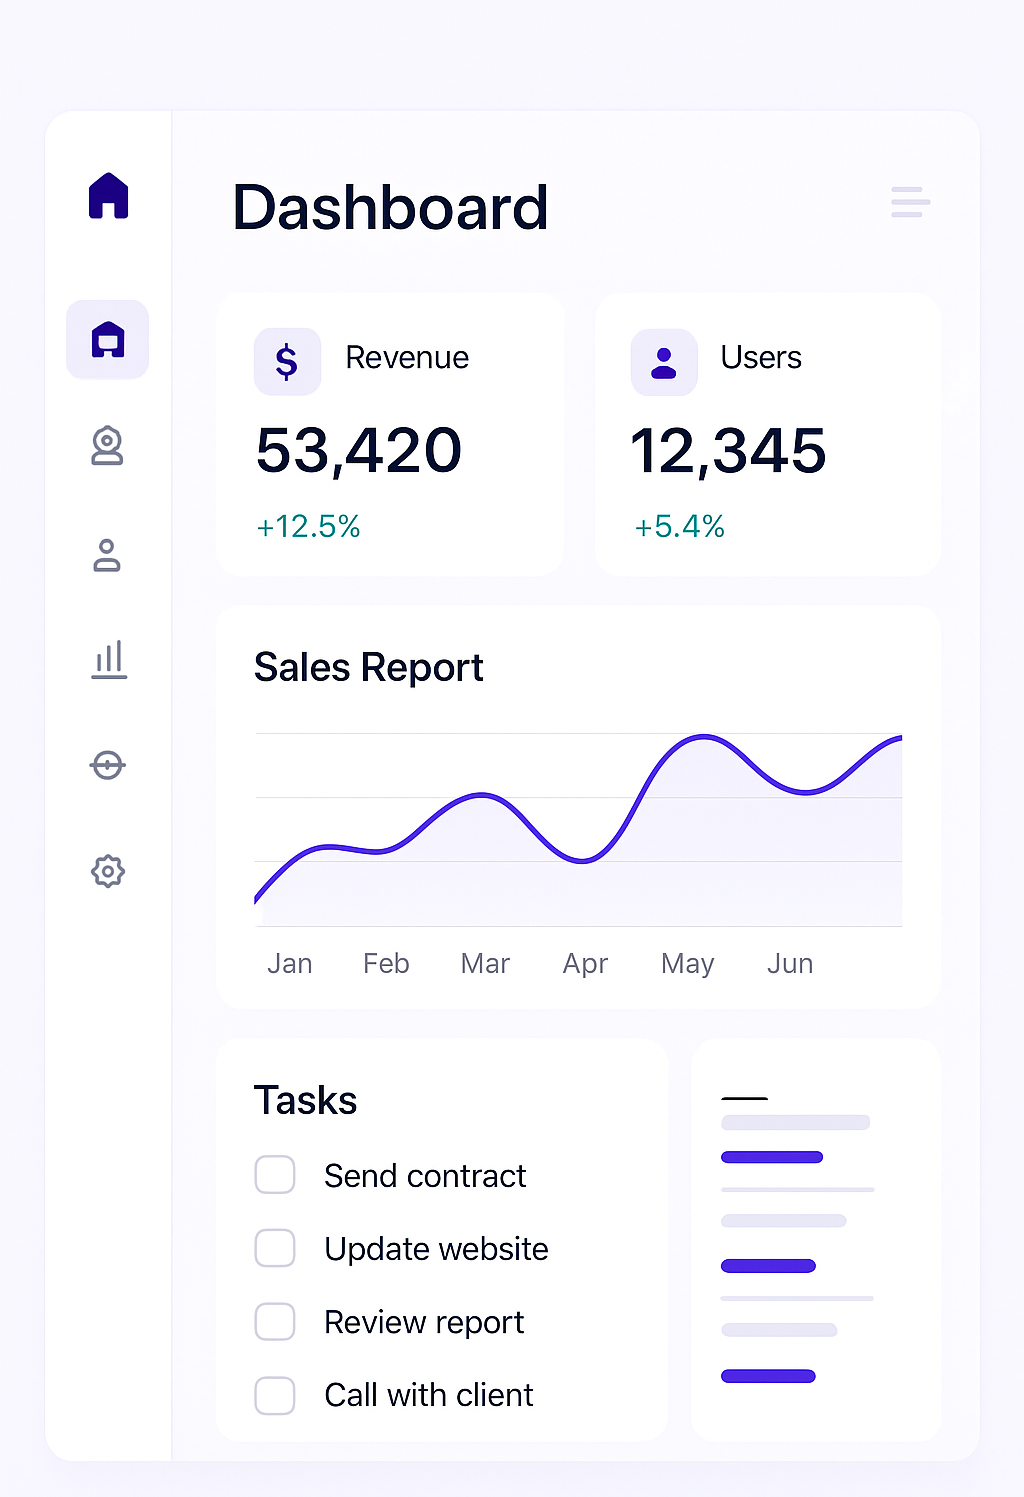 Dashboard
$ Revenue
53,420
+12.5%
Users
12,345
+5.4%
Sales Report
Jan Feb Mar Apr May Jun
Tasks
Send contract
Update website
Review report
Call with client